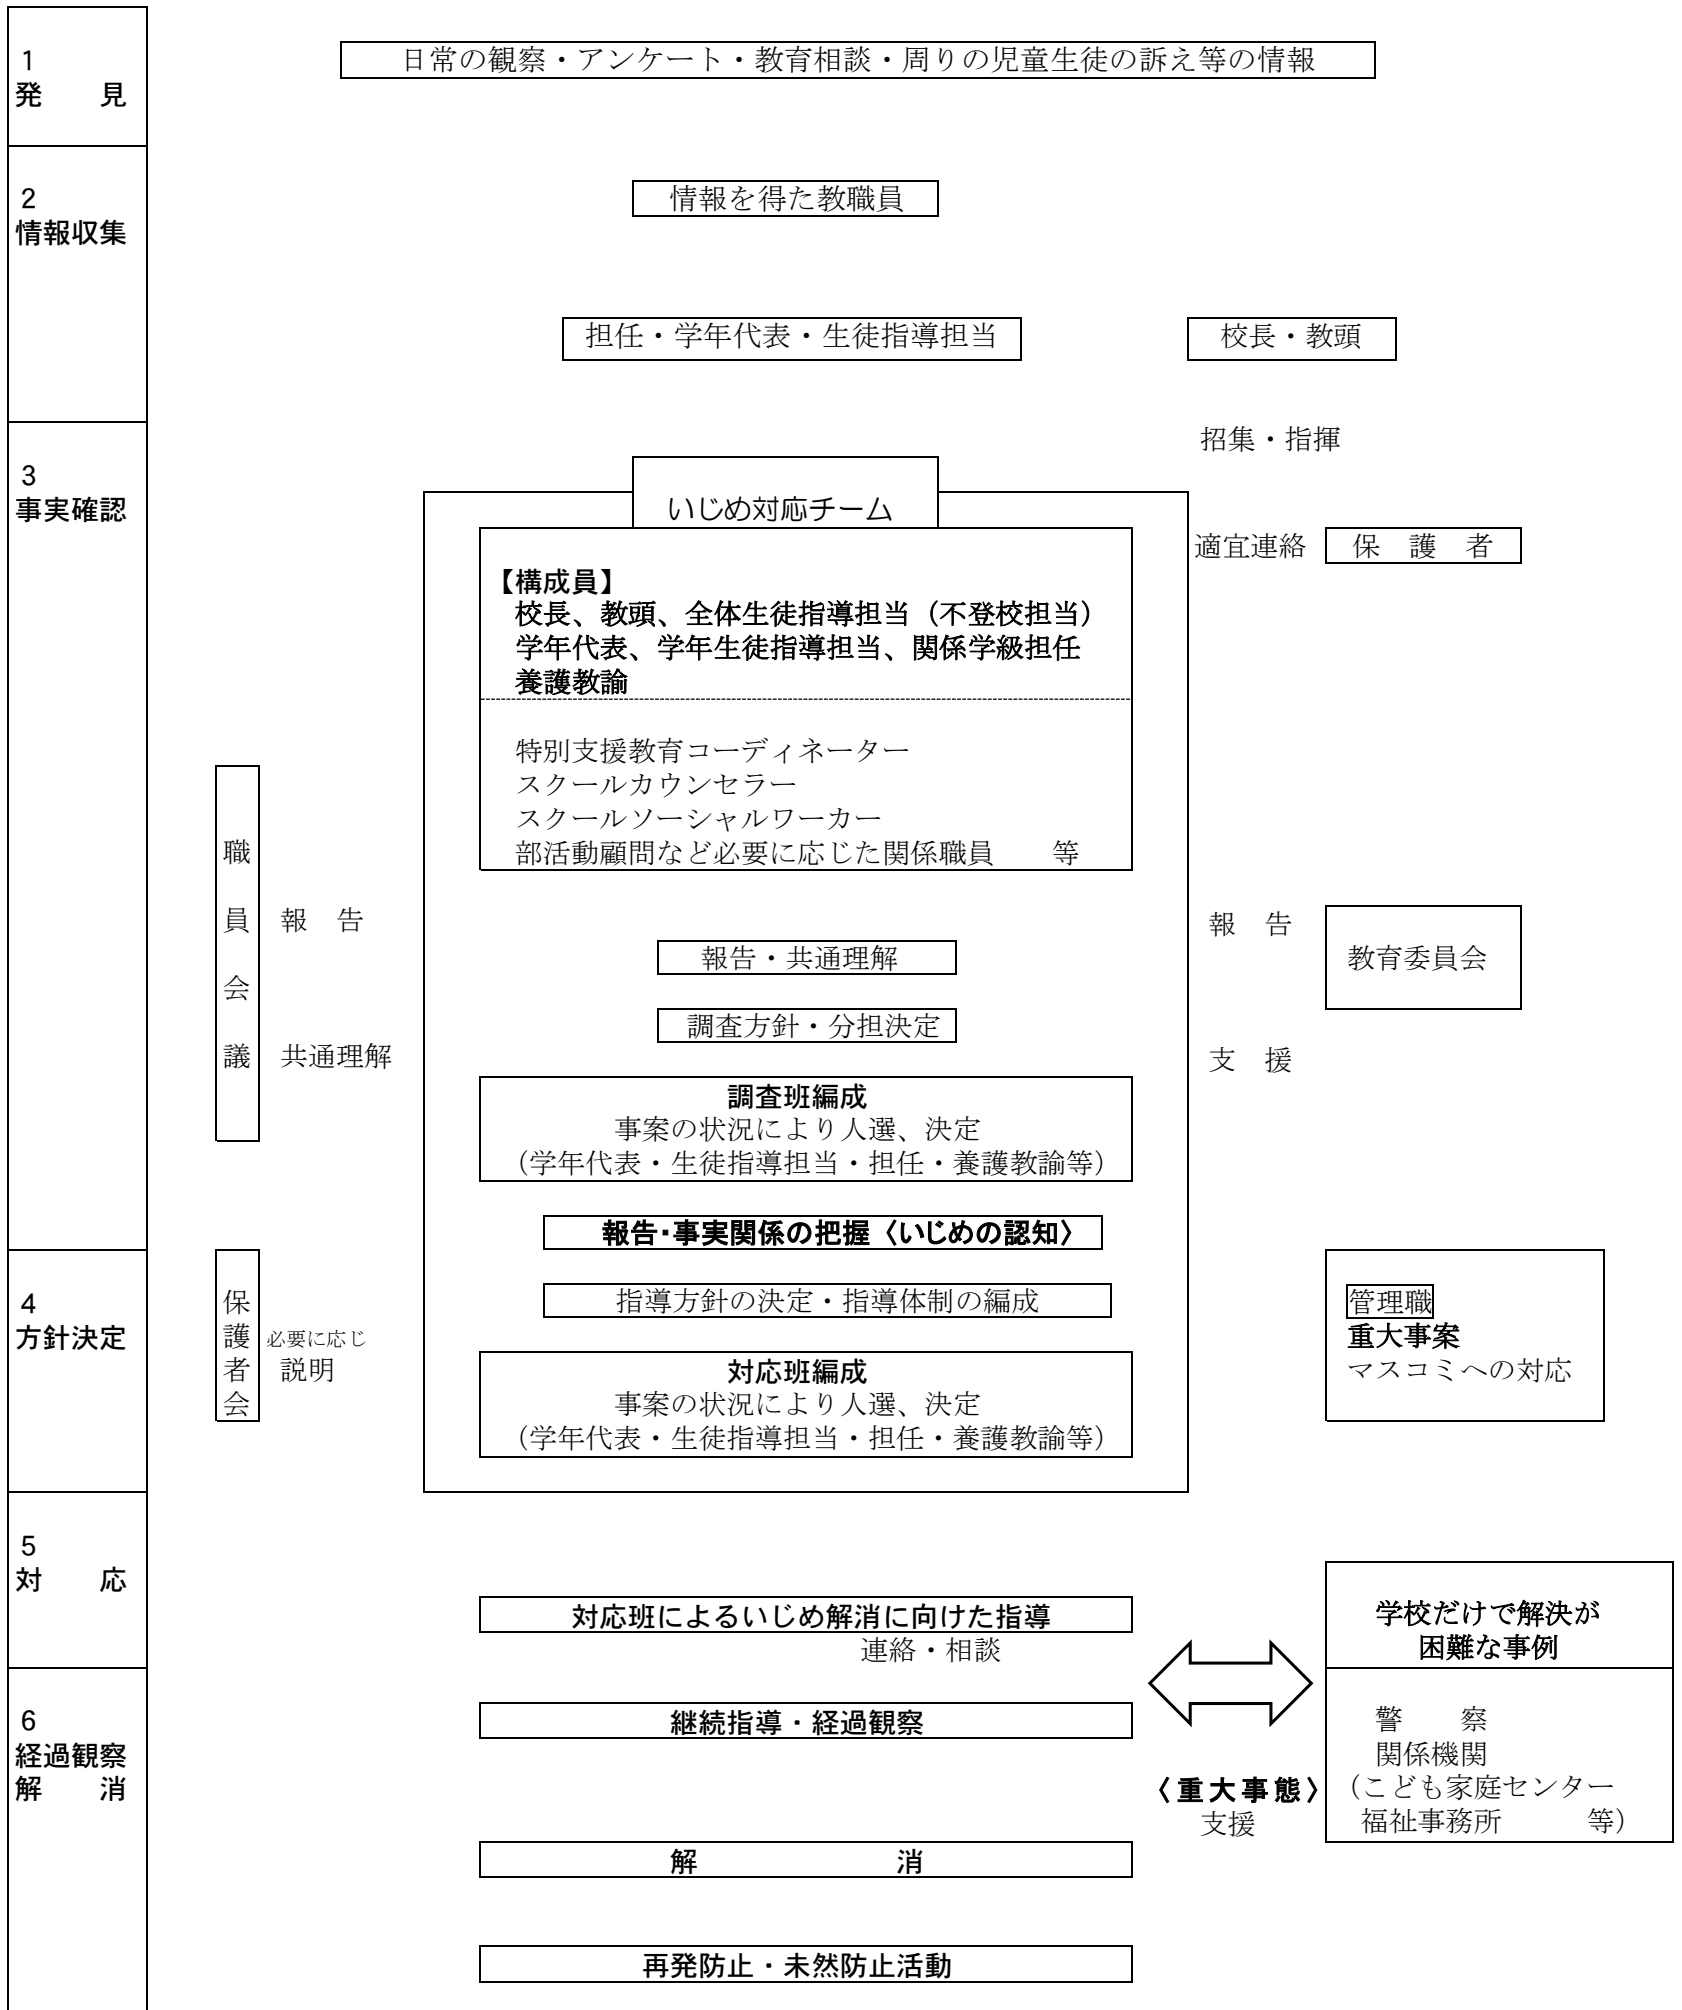 1
発　　見
日常の観察・アンケート・教育相談・周りの児童生徒の訴え等の情報
2
情報収集
情報を得た教職員
担任・学年代表・生徒指導担当
校長・教頭
招集・指揮
3
事実確認
いじめ対応チーム
適宜連絡
保　護　者
【構成員】
校長、教頭、全体生徒指導担当（不登校担当）
学年代表、学年生徒指導担当、関係学級担任
養護教諭
特別支援教育コーディネーター
スクールカウンセラー
スクールソーシャルワーカー
部活動顧問など必要に応じた関係職員　　等
職員会議
報　告
共通理解
報　告
教育委員会
支　援
報告・共通理解
調査方針・分担決定
調査班編成
事案の状況により人選、決定
（学年代表・生徒指導担当・担任・養護教諭等）
報告・事実関係の把握〈いじめの認知〉
4
方針決定
保護者会
必要に応じ
説明
指導方針の決定・指導体制の編成
対応班編成
事案の状況により人選、決定
（学年代表・生徒指導担当・担任・養護教諭等）
管理職
重大事案
マスコミへの対応
5
対　　応
対応班によるいじめ解消に向けた指導
連絡・相談
学校だけで解決が
困難な事例
6
経過観察
解　　消
継続指導・経過観察
警　　察
関係機関
（こども家庭センター
福祉事務所　　　等）
〈重大事態〉
支援
解　　　　　　　消
再発防止・未然防止活動